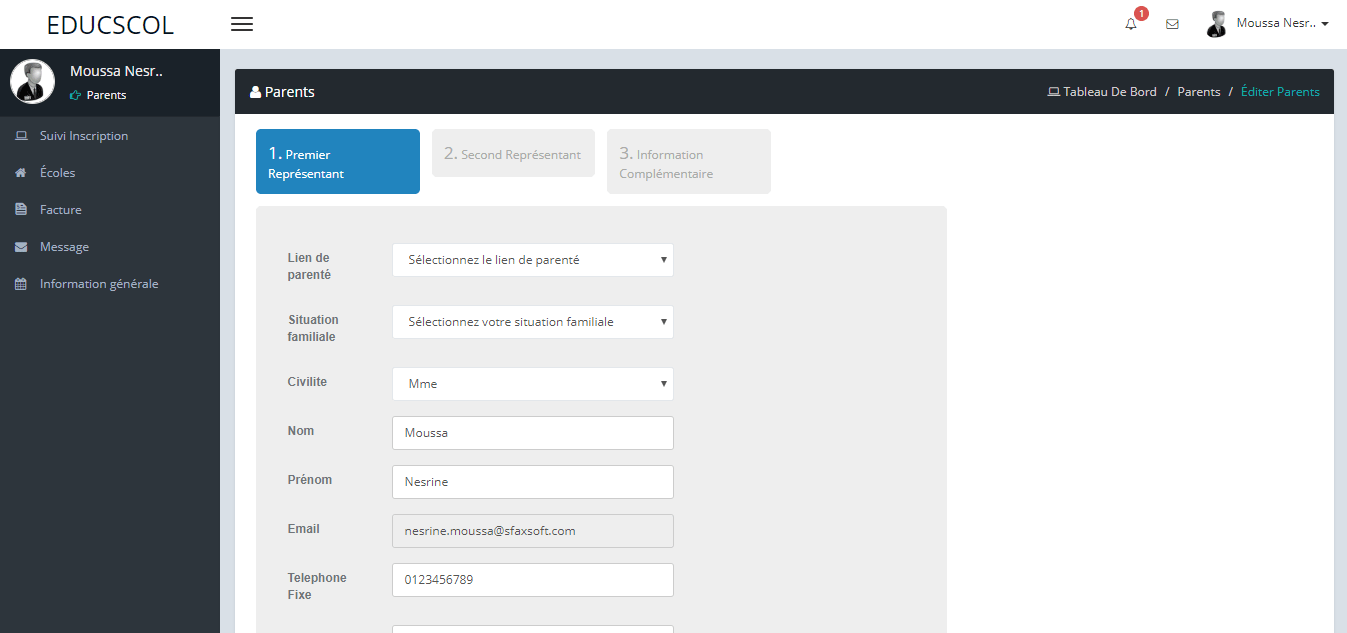 EDUCSCOL
1
Moussa Nesr..
Moussa Nesr..
Parents
Suivi Inscription
Écoles
Facture
Message
Information générale
Parents
Tableau De Bord / Parents / Éditer Parents
1. Premier
Représentant
2. Second Représentant
3. Information
Complémentaire
Lien de
parenté
Sélectionnez le lien de parenté
Situation
familiale
Sélectionnez votre situation familiale
Civilite
Mme
Nom
Moussa
Prénom
Nesrine
Email
nesrine.moussa@sfaxsoft.com
Telephone
Fixe
0123456789